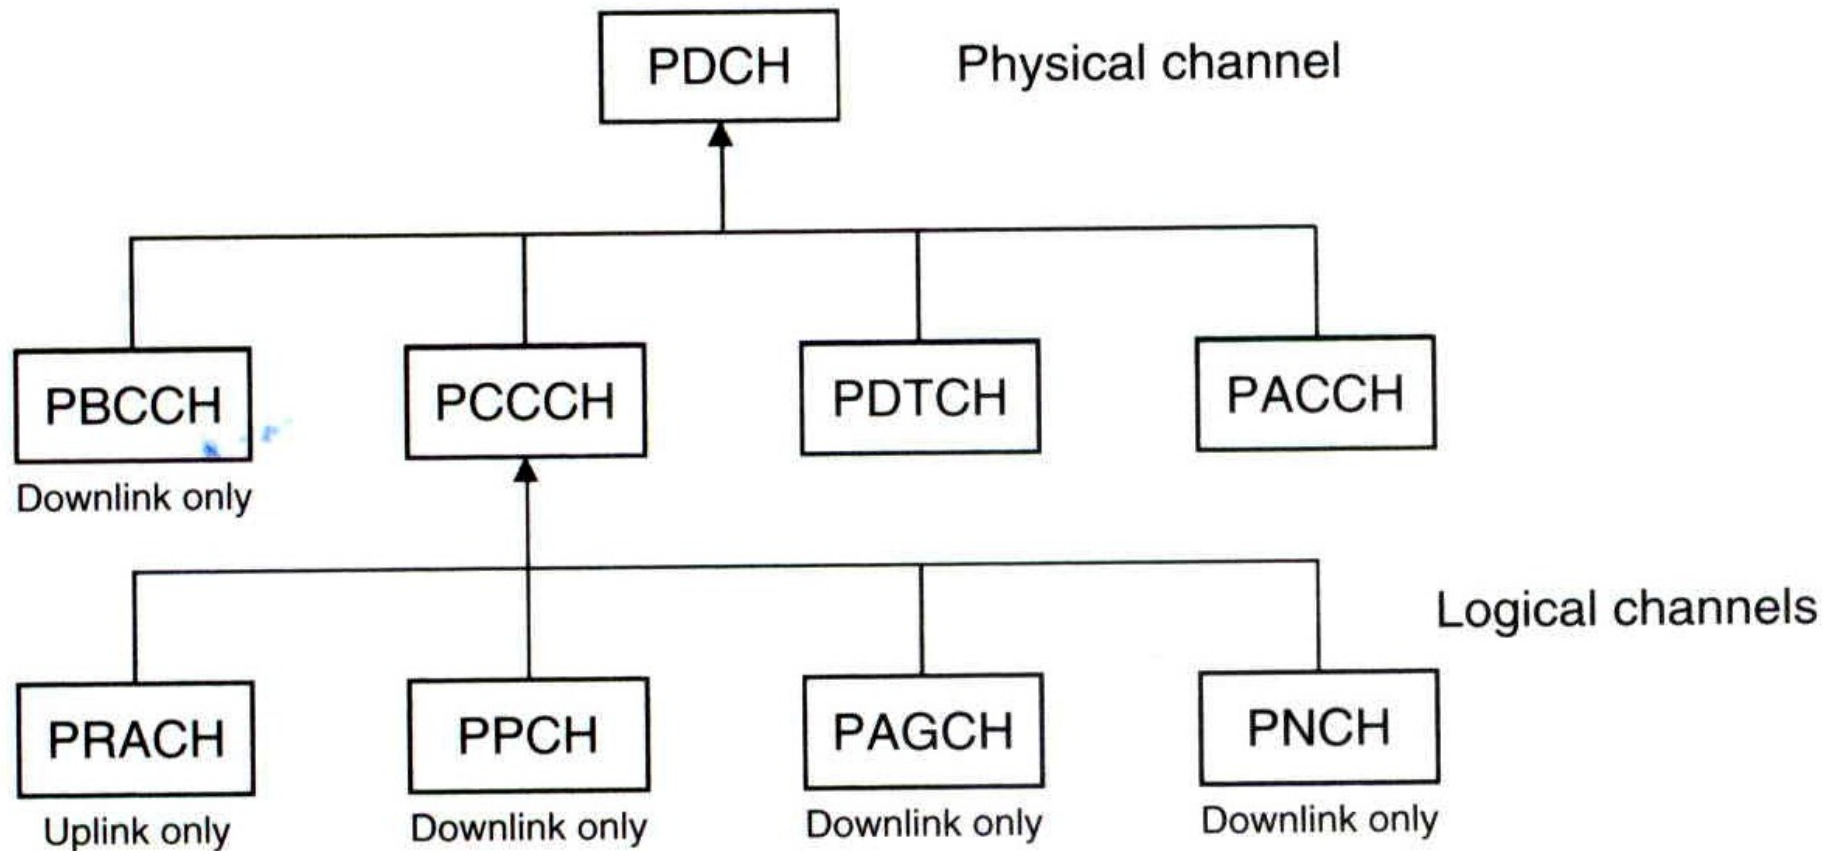 PDCH
Physical channel
PBCCH
PCCCH
PDTCH
PACCH
Downlink only
Logical channels
PRACH
PPCH
PAGCH
PNCH
Uplink only
Downlink only
Downlink only
Downlink only